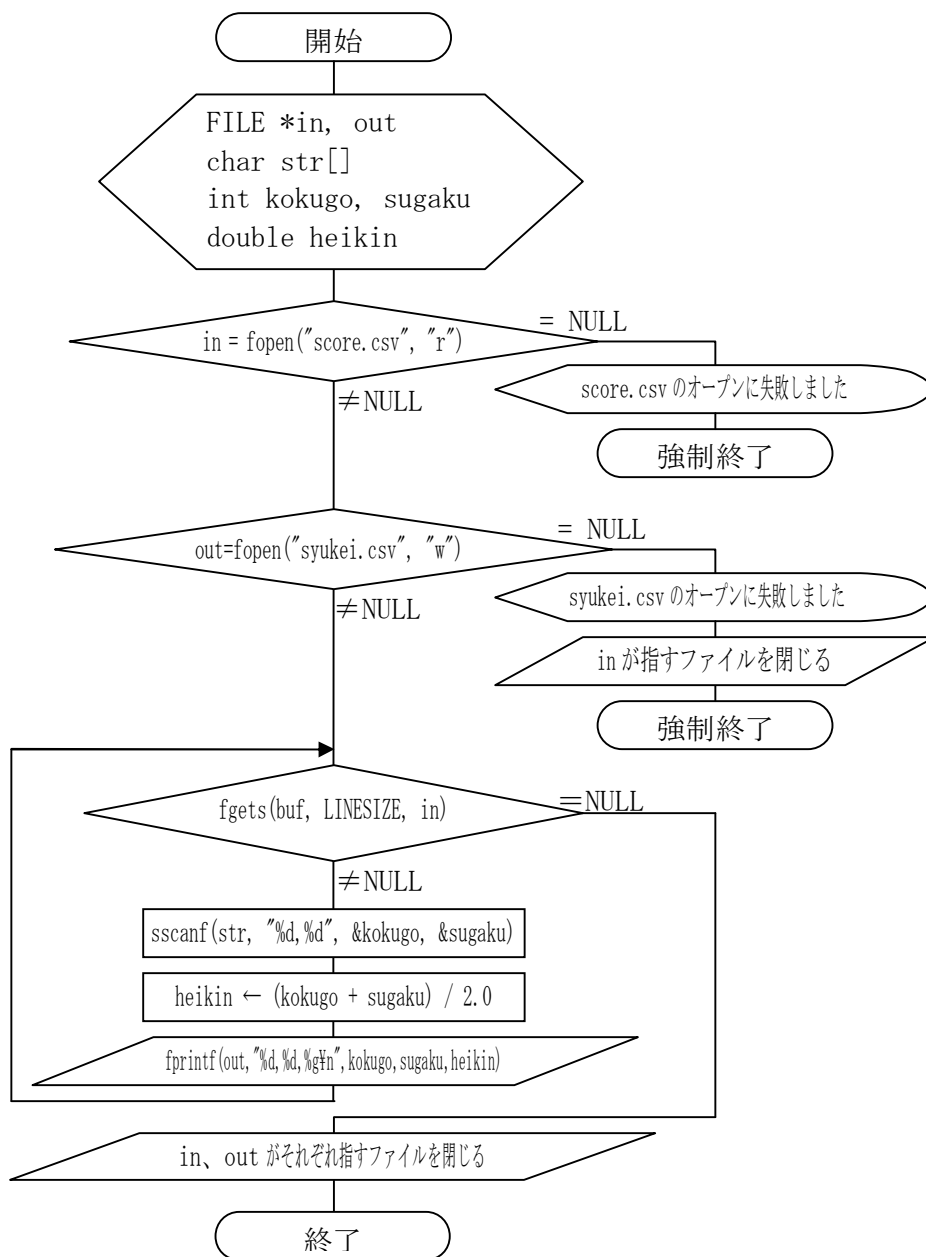 開始
FILE *in, out
char str[]
int kokugo, sugaku
double heikin
in = fopen("score.csv", "r")
= NULL
≠NULL
score.csv のオープンに失敗しました
強制終了
out=fopen("syukei.csv", "w")
= NULL
≠NULL
syukei.csv のオープンに失敗しました
in が指すファイルを閉じる
強制終了
fgets(buf, LINESIZE, in)
=NULL
≠NULL
sscanf(str, "%d,%d", &kokugo, &sugaku)
heikin ← (kokugo + sugaku) / 2.0
fprintf(out,"%d,%d,%g¥n",kokugo,sugaku,heikin)
in、out がそれぞれ指すファイルを閉じる
終了